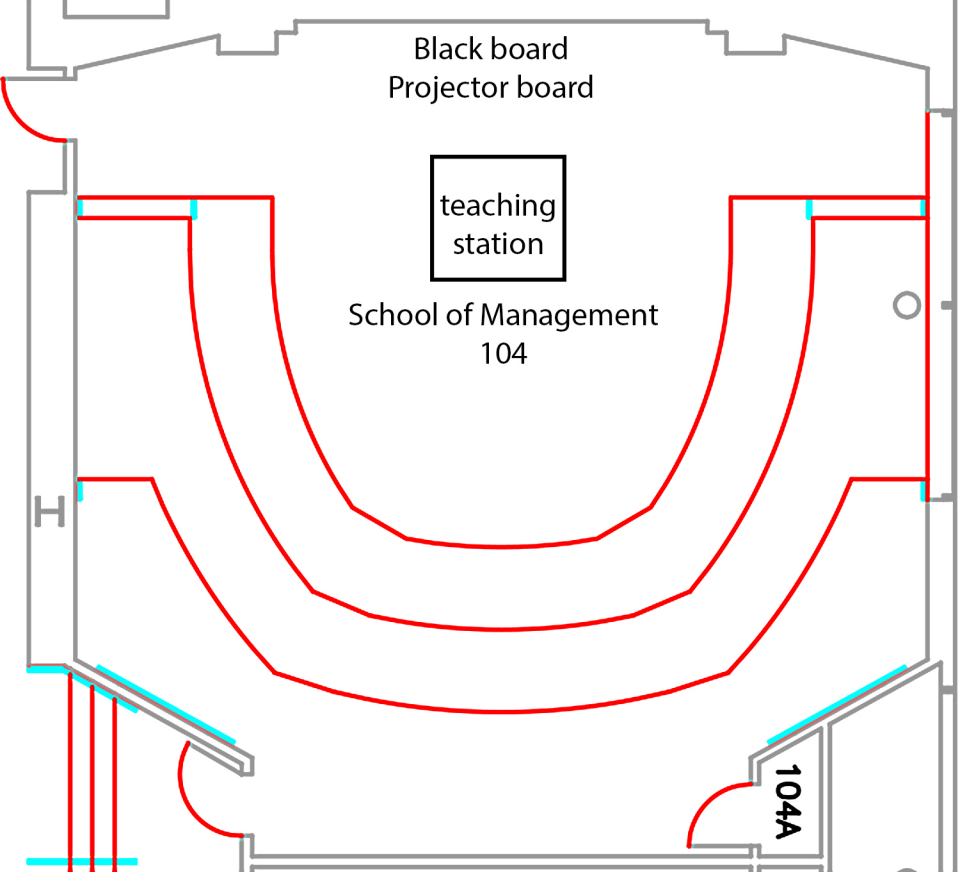 Black board
Projector board
teaching
station
School of Management
104
104A